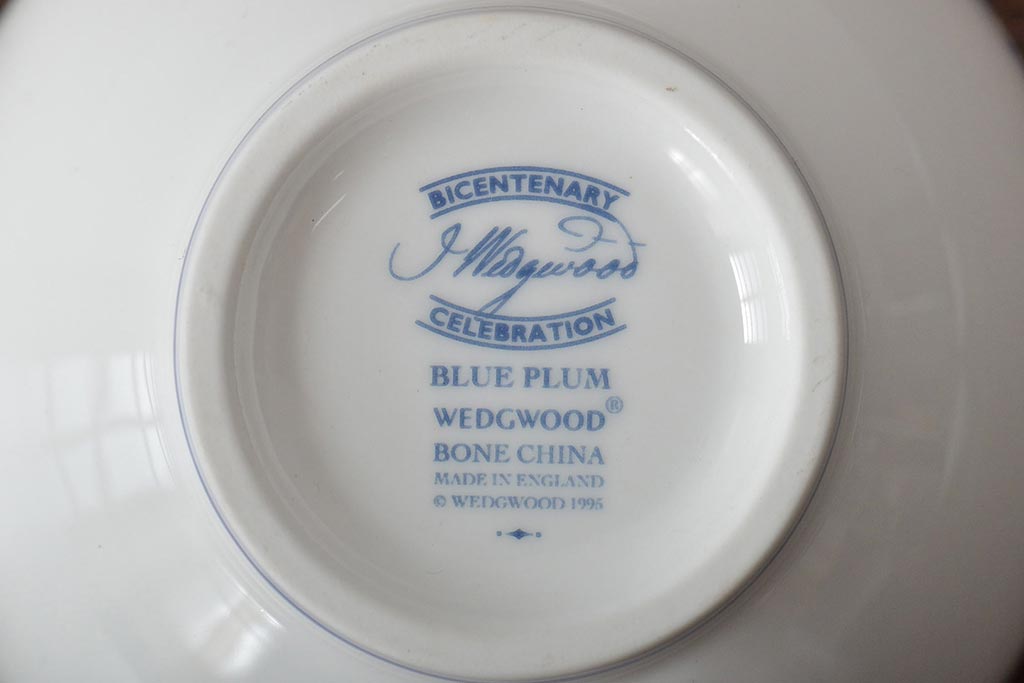 BICENTENARY
J Wedgwood
CELEBRATION
BLUE PLUM
WEDGWOOD®
BONE CHINA
MADE IN ENGLAND
© WEDGWOOD 1995